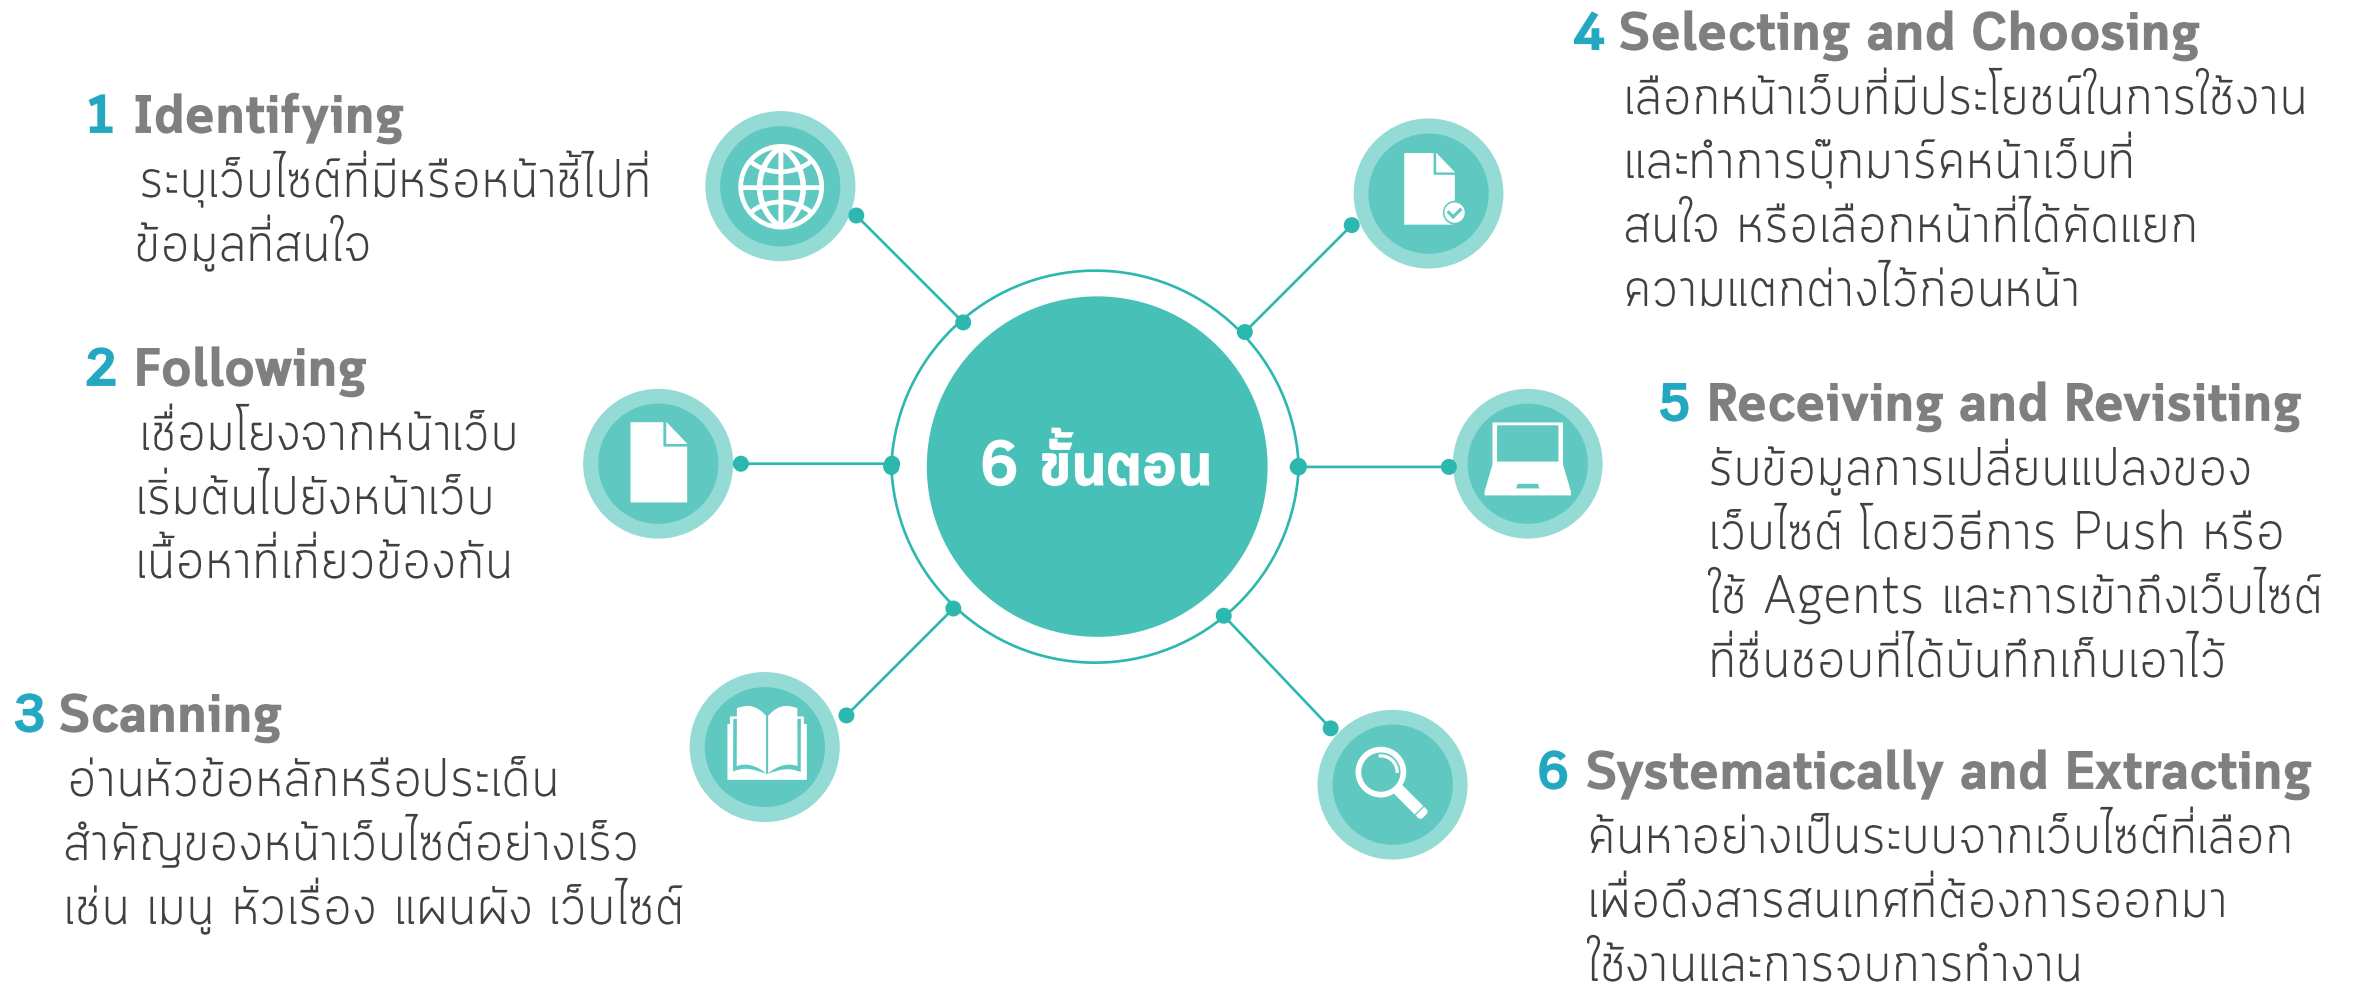 1 Identifying
ระบุเว็บไซต์ที่มีหรือหน้าชี้ไปที่
ข้อมูลที่สนใจ
2 Following
เชื่อมโยงจากหน้าเว็บ
เริ่มต้นไปยังหน้าเว็บ
เนื้อหาที่เกี่ยวข้องกัน
3 Scanning
อ่านหัวข้อหลักหรือประเด็น
สำคัญของหน้าเว็บไซต์อย่างเร็ว
เช่น เมนู หัวเรื่อง แผนผัง เว็บไซต์
6 ขั้นตอน
4 Selecting and Choosing
เลือกหน้าเว็บที่มีประโยชน์ในการใช้งาน
และทำการบุ๊กมาร์คหน้าเว็บที่
สนใจ หรือเลือกหน้าที่ได้คัดแยก
ความแตกต่างไว้ก่อนหน้า
5 Receiving and Revisiting
รับข้อมูลการเปลี่ยนแปลงของ
เว็บไซต์ โดยวิธีการ Push หรือ
ใช้ Agents และการเข้าถึงเว็บไซต์
ที่ชื่นชอบที่ได้บันทึกเก็บเอาไว้
6 Systematically and Extracting
ค้นหาอย่างเป็นระบบจากเว็บไซต์ที่เลือก
เพื่อดึงสารสนเทศที่ต้องการออกมา
ใช้งานและการจบการทำงาน